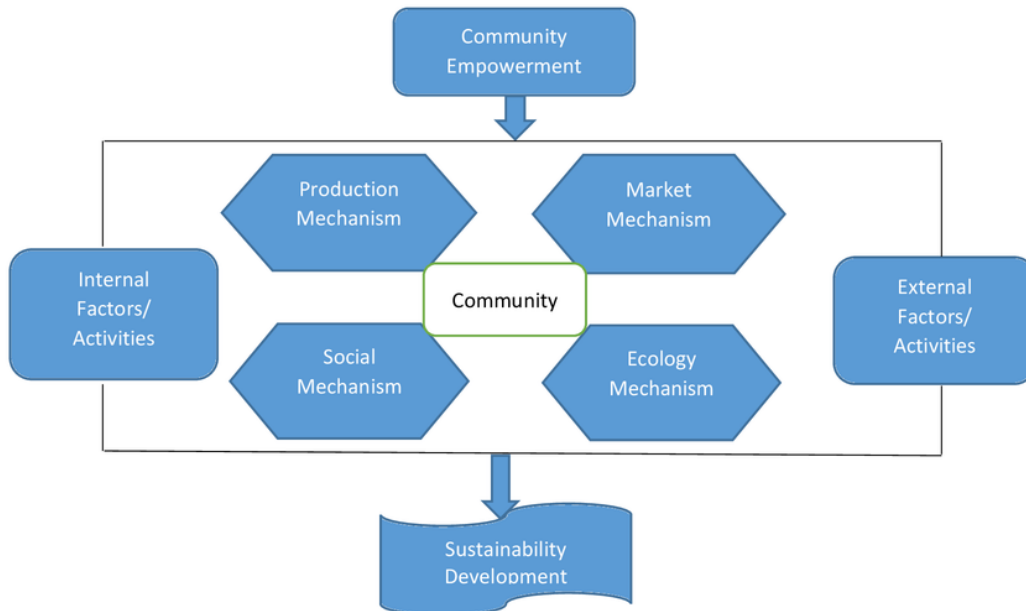 Community
Empowerment
Production
Mechanism
Market
Mechanism
Internal
Factors/
Activities
Community
External
Factors/
Activities
Social
Mechanism
Ecology
Mechanism
Sustainability
Development